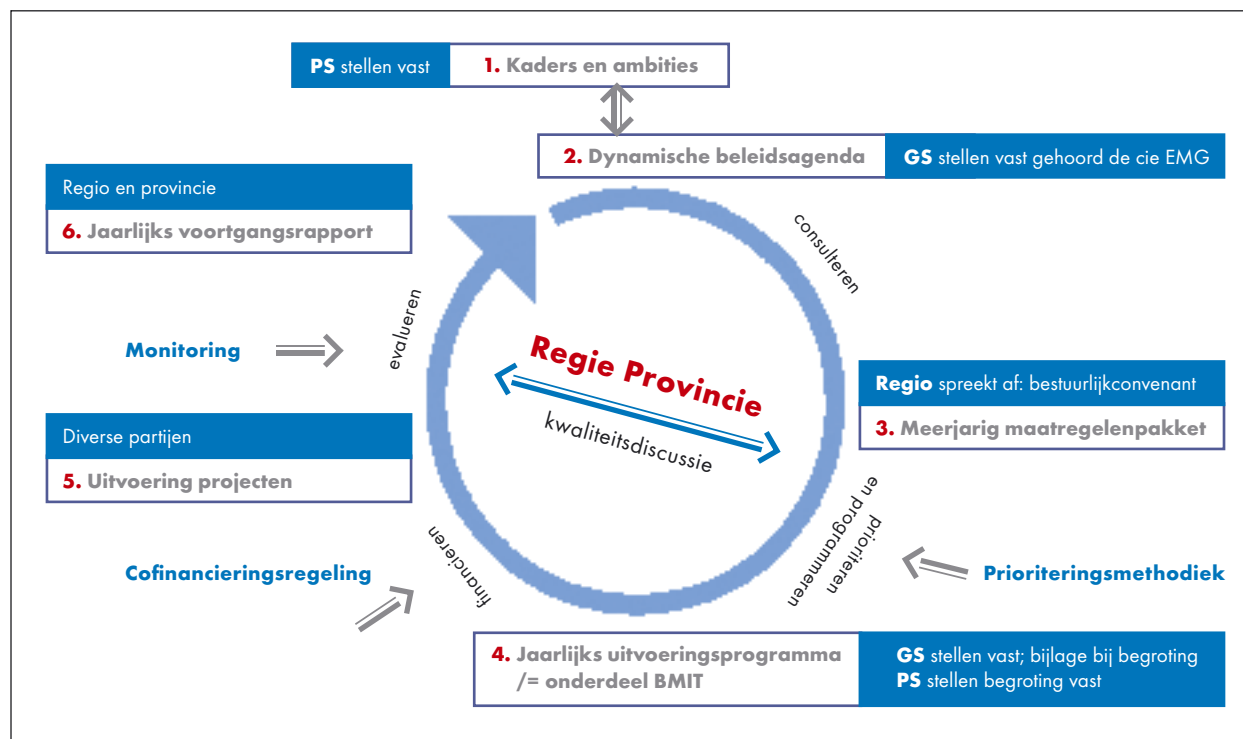 PS stellen vast
1. Kaders en ambities
2. Dynamische beleidsagenda
GS stellen vast gehoord de cie EMG
Regio en provincie
6. Jaarlijks voortgangsrapport
consulteren
evalueren
Monitoring
Regie Provincie
kwaliteitsdiscussie
Regio spreekt af: bestuurlijkconvenant
3. Meerjarig maatregelenpakket
Diverse partijen
5. Uitvoering projecten
prioriteren
en programmeren
financieren
Cofinancieringsregeling
Prioriteringsmethodiek
4. Jaarlijks uitvoeringsprogramma
/= onderdeel BMIT
GS stellen vast; bijlage bij begroting
PS stellen begroting vast